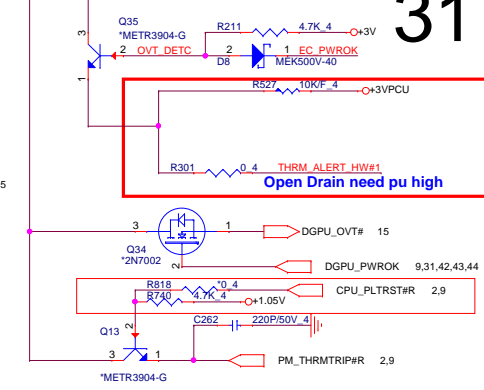 31
Q35
*METR3904-G
R211 4.7K_4 +3V
3
2 OVT_DETC 2 1 EC_PWROK
D8 MEK500V-40
1
R527 10K/F_4 +3VPCU
R301 0_4 THRM_ALERT_HW#1
Open Drain need pu high
5
3 1 DGPU_OVT# 15
Q34
*2N7002
2 DGPU_PWROK 9,31,42,43,44
R818 *0_4 CPU_PLTRST#R 2,9
R740 4.7K_4 +1.05V
C262 220P/50V_4
Q13 2
3 1 PM_THRMTRIP#R 2,9
*METR3904-G